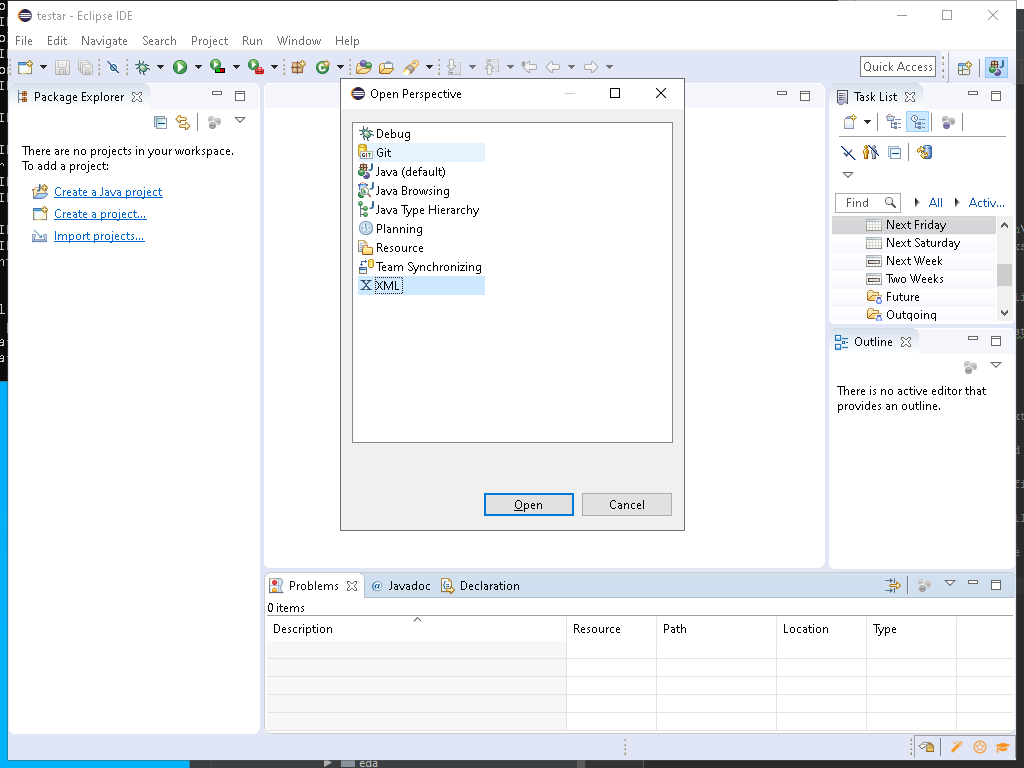 testar - Eclipse IDE
File Edit Navigate Search Project Run Window Help
Quick Access
Package Explorer
There are no projects in your workspace.
To add a project:
Create a Java project
Create a project...
Import projects...
Open Perspective
Debug
GIT Git
Java (default)
Java Browsing
Java Type Hierarchy
Planning
Resource
Team Synchronizing
X XML
Open Cancel
Task List
Find All Activ...
Next Friday
Next Saturday
Next Week
Two Weeks
Future
Outgoing
Outline
There is no active editor that
provides an outline.
Problems @ Javadoc Declaration
0 items
Description Resource Path Location Type
eda